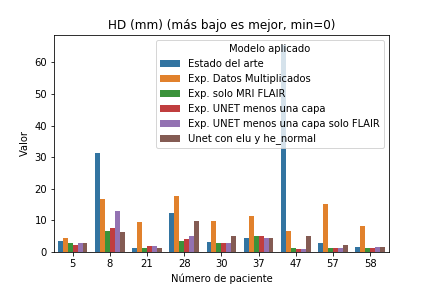 HD (mm) (más bajo es mejor, min=0)
Modelo aplicado
Estado del arte
Exp. Datos Multiplicados
Exp. solo MRI FLAIR
Exp. UNET menos una capa
Exp. UNET menos una capa solo FLAIR
Unet con elu y he_normal
Valor
60
50
40
30
20
10
0
5 8 21 28 30 37 47 57 58
Número de paciente